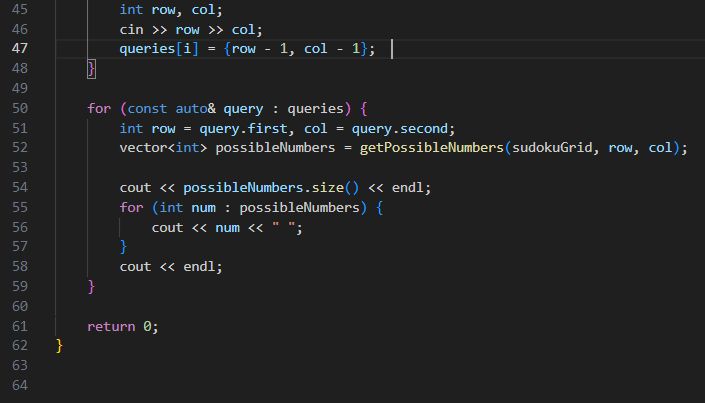 45 int row, col;
46 cin >> row >> col;
47 queries[i] = {row - 1, col - 1};
48 }
49
50 for (const auto& query : queries) {
51 int row = query.first, col = query.second;
52 vector<int> possibleNumbers = getPossibleNumbers(sudokuGrid, row, col);
53
54 cout << possibleNumbers.size() << endl;
55 for (int num : possibleNumbers) {
56 cout << num << " ";
57 }
58 cout << endl;
59 }
60
61 return 0;
62 }
63
64